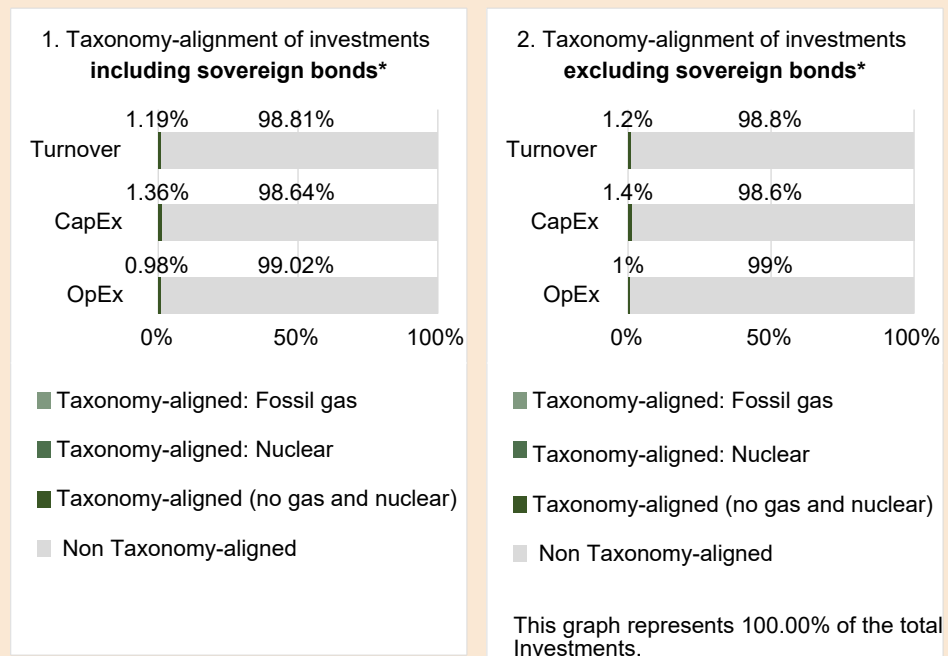 1. Taxonomy-alignment of investments
including sovereign bonds*
1.19% 98.81%
Turnover
1.36% 98.64%
CapEx
0.98% 99.02%
OpEx
0% 50% 100%
Taxonomy-aligned: Fossil gas
Taxonomy-aligned: Nuclear
Taxonomy-aligned (no gas and nuclear)
Non Taxonomy-aligned
2. Taxonomy-alignment of investments
excluding sovereign bonds*
1.2% 98.8%
Turnover
1.4% 98.6%
CapEx
1% 99%
OpEx
0% 50% 100%
Taxonomy-aligned: Fossil gas
Taxonomy-aligned: Nuclear
Taxonomy-aligned (no gas and nuclear)
Non Taxonomy-aligned
This graph represents 100.00% of the total
Investments.